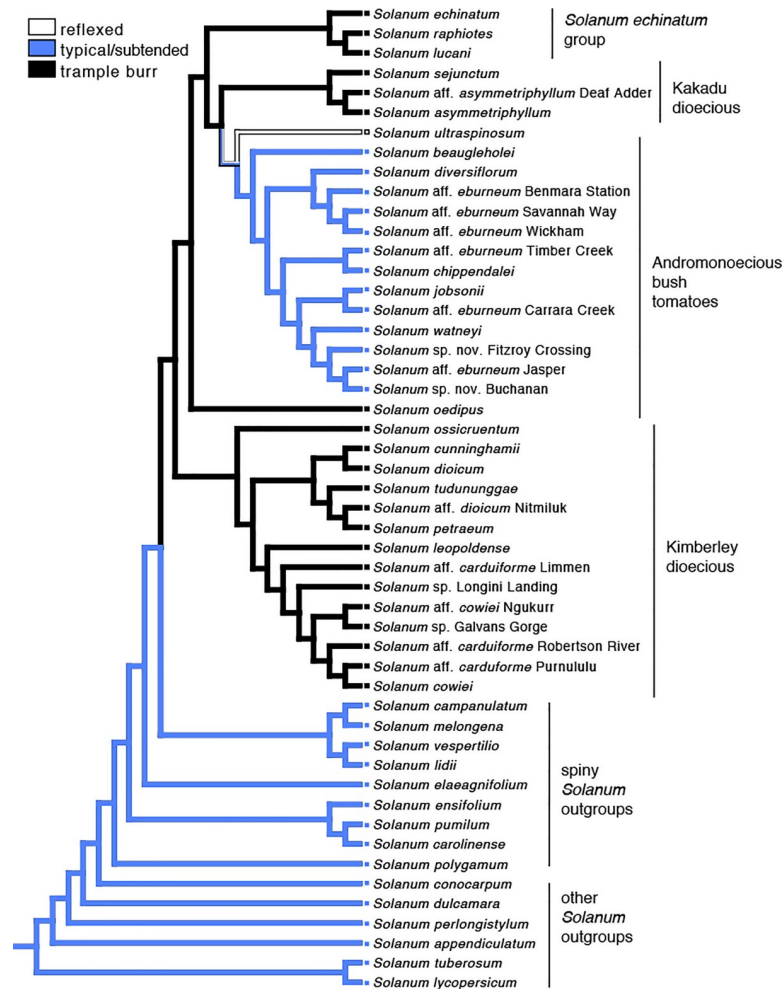 reflexed
typical/subtended
trample burr
Solanum echinatum
Solanum raphiotes
Solanum lucani
Solanum echinatum
group
Solanum sejunctum
Solanum aff. asymmetriphyllum Deaf Adder
Solanum asymmetriphyllum
Kakadu
dioecious
Solanum ultraspinosum
Solanum beaugleholei
Solanum diversiflorum
Solanum aff. eburneum Benmara Station
Solanum aff. eburneum Savannah Way
Solanum aff. eburneum Wickham
Solanum aff. eburneum Timber Creek
Solanum chippendalei
Solanum jobsonii
Solanum aff. eburneum Carrara Creek
Solanum watneyi
Solanum sp. nov. Fitzroy Crossing
Solanum aff. eburneum Jasper
Solanum sp. nov. Buchanan
Solanum oedipus
Andromonoecious
bush
tomatoes
Solanum ossicruentum
Solanum cunninghamii
Solanum dioicum
Solanum tudununggae
Solanum aff. dioicum Nitmiluk
Solanum petraeum
Solanum leopoldense
Solanum aff. carduiforme Limmen
Solanum sp. Longini Landing
Solanum aff. cowiei Ngukurr
Solanum sp. Galvans Gorge
Solanum aff. carduiforme Robertson River
Solanum aff. carduforme Purnululu
Solanum cowiei
Kimberley
dioecious
Solanum campanulatum
Solanum melongena
Solanum vespertilio
Solanum lidii
Solanum elaeagnifolium
Solanum ensifolium
Solanum pumilum
Solanum carolinense
Solanum polygamum
spiny
Solanum
outgroups
Solanum conocarpum
Solanum dulcamara
Solanum perlongistylum
Solanum appendiculatum
Solanum tuberosum
Solanum lycopersicum
other
Solanum
outgroups